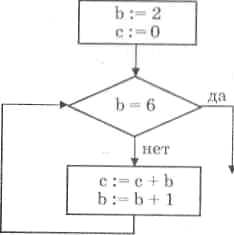 b := 2
c := 0
b = 6
да
нет
c := c + b
b := b + 1